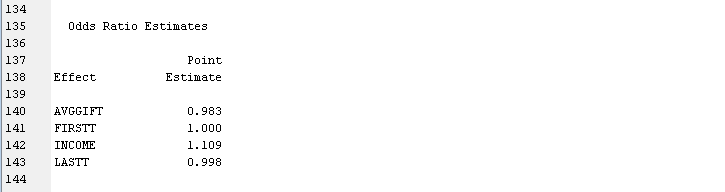 134
135 Odds Ratio Estimates
136
137 Point
138 Effect Estimate
139
140 AVGGIFT 0.983
141 FIRSTT 1.000
142 INCOME 1.109
143 LASTT 0.998
144